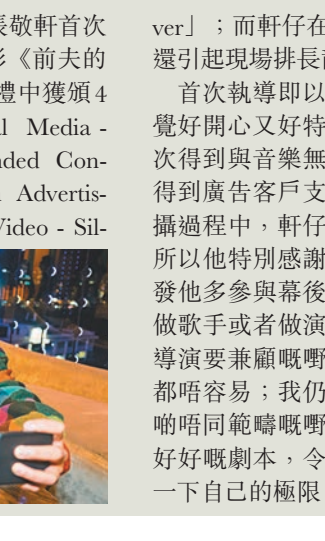 張敬軒首次
《前夫的
禮中獲頒4
al Media -
nded Con-
Advertis-
Video - Sil-
ver」；而軒仔在
還引起現場排長
首次執導即以
覺好開心又好特
次得到與音樂無
得到廣告客戶支
攝過程中，軒仔
所以他特別感謝
發他多參與幕後
做歌手或者做演
導演要兼顧嘅嘢
都唔容易；我仍
啲唔同範疇嘅嘢
好好嘅劇本，令
一下自己的極限